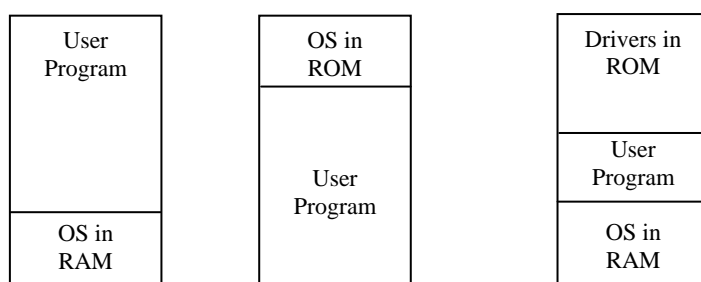 User
Program
OS in
RAM
OS in
ROM
User
Program
Drivers in
ROM
User
Program
OS in
RAM